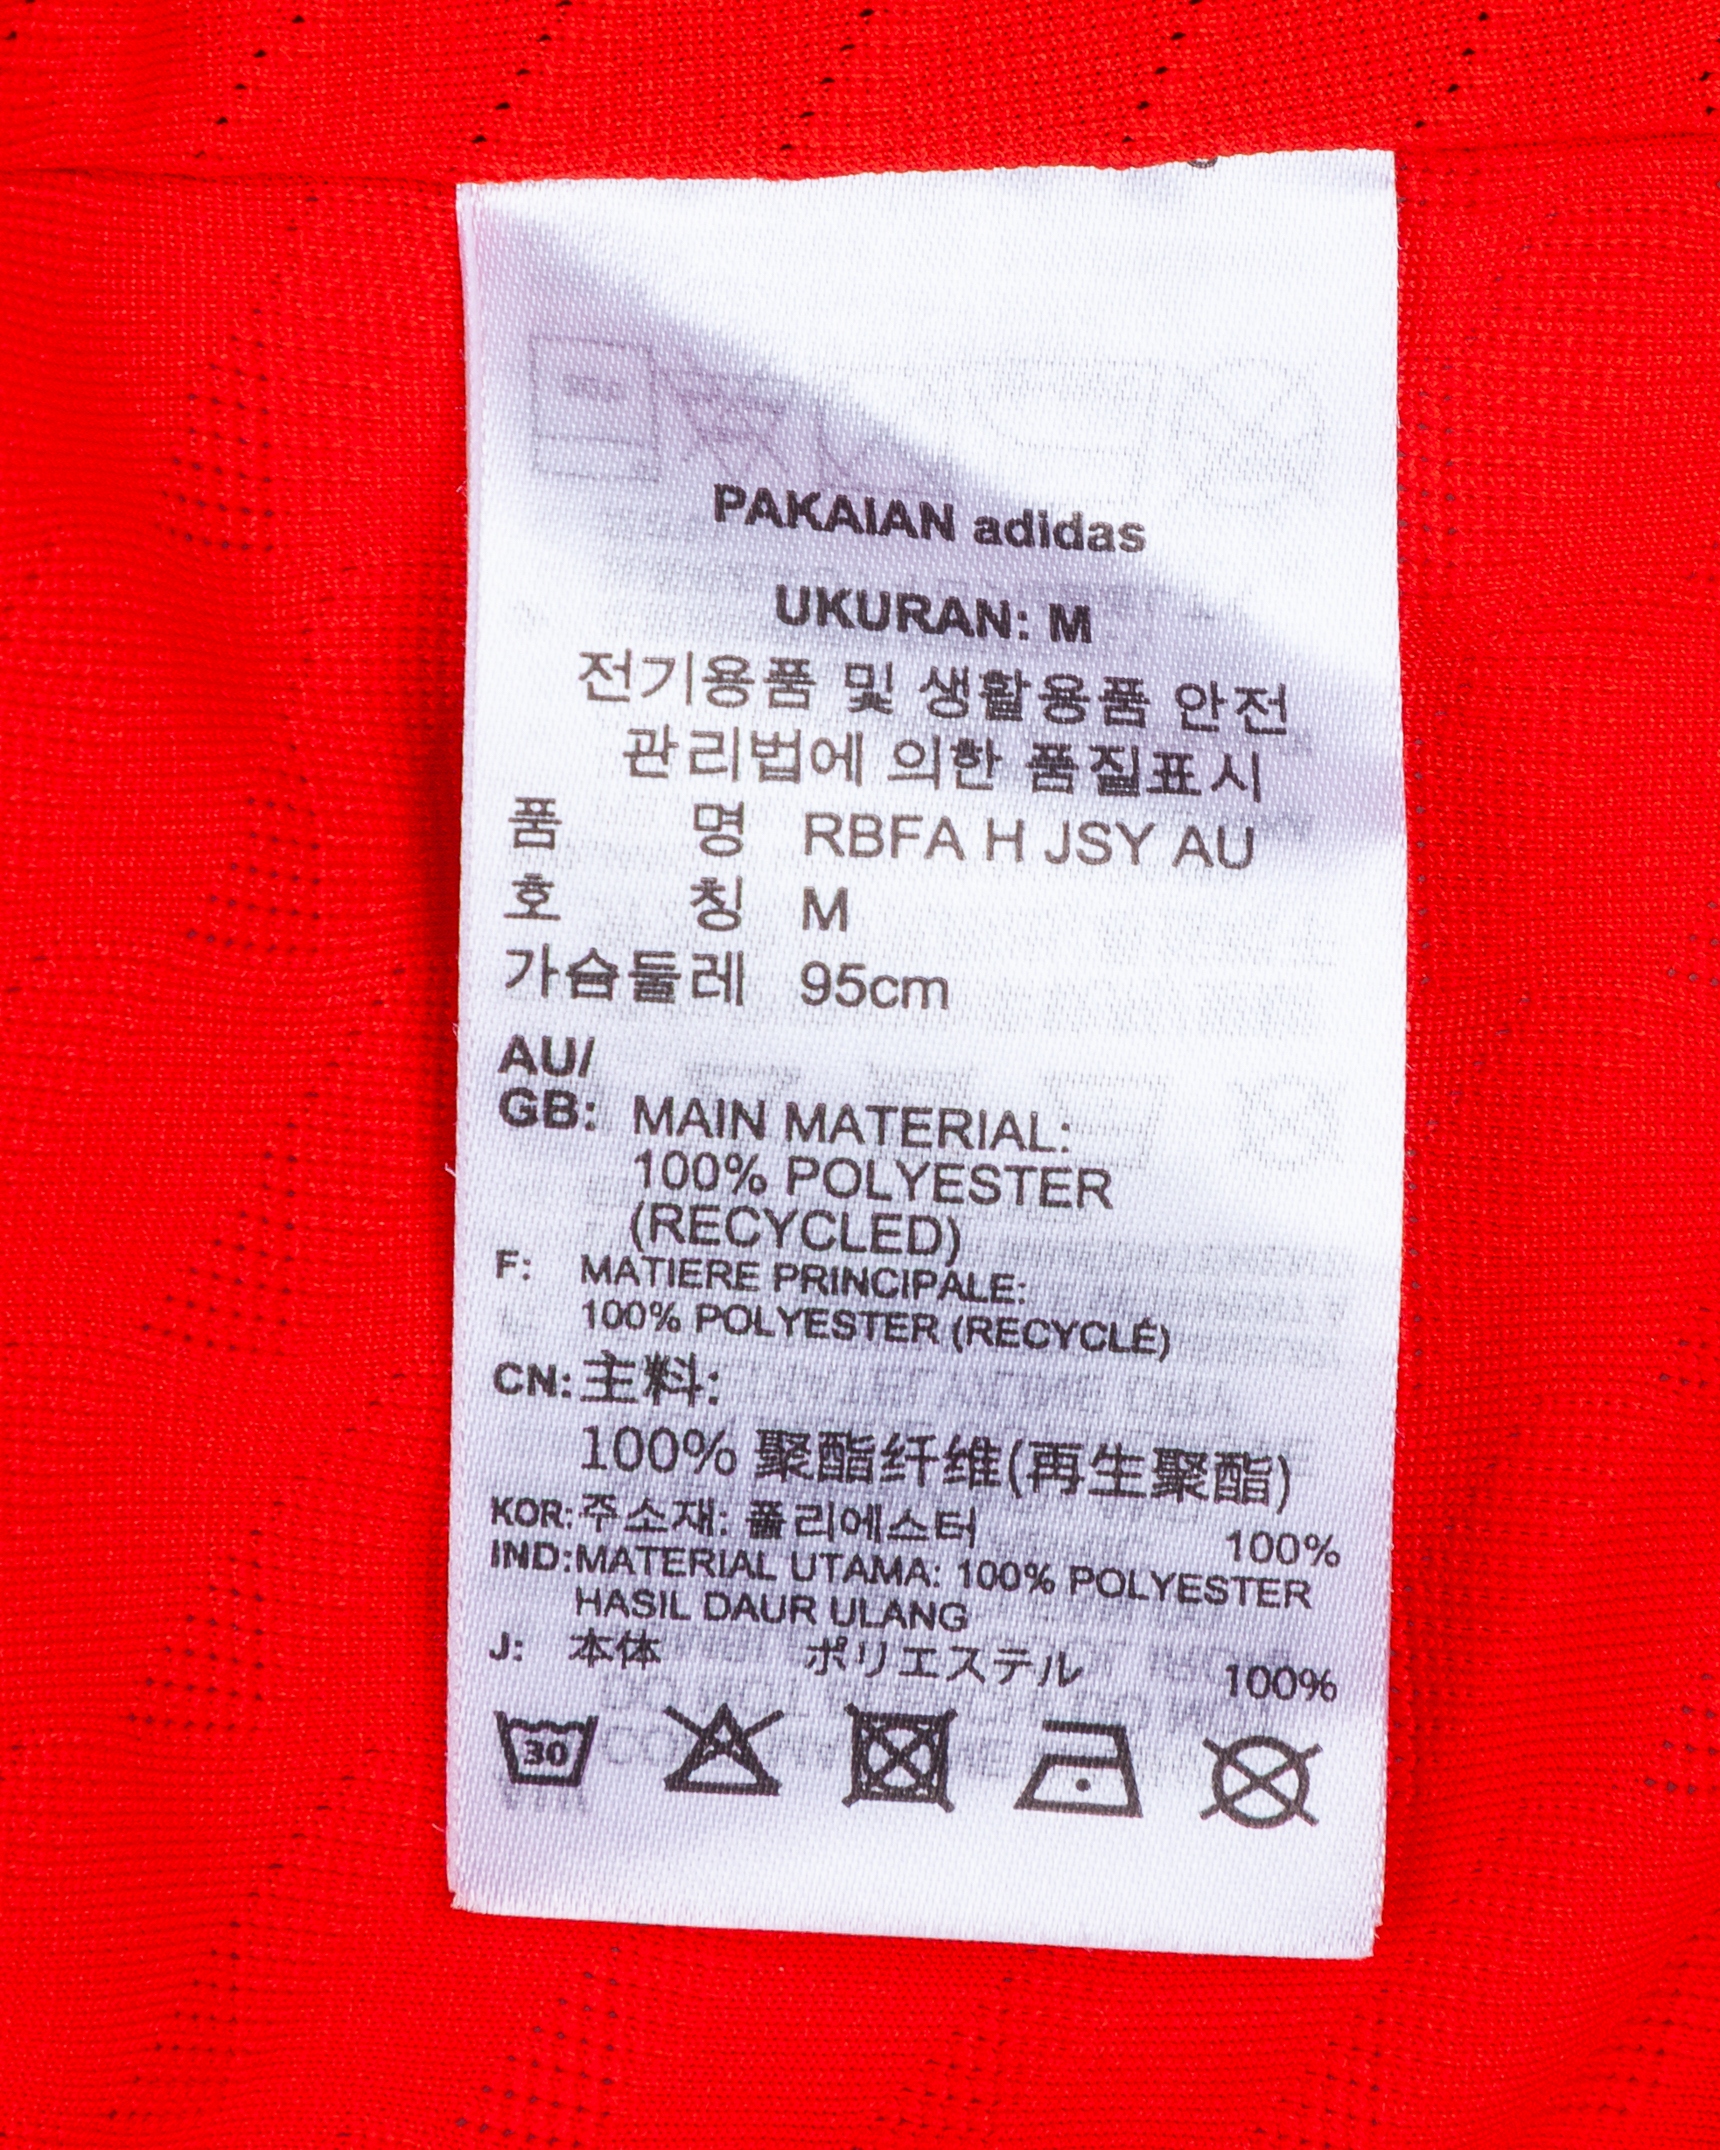 PAKAIAN adidas
UKURAN: M
전기용품 및 생활용품 안전
관리법에 의한 품질표시
품 명 RBFA H JSY AU
호 칭 M
가슴둘레 95cm
AU/
GB: MAIN MATERIAL:
100% POLYESTER
(RECYCLED)
F: MATIERE PRINCIPALE:
100% POLYESTER (RECYCLÉ)
CN: 主料:
100% 聚酯纤维(再生聚酯)
KOR: 주소재: 폴리에스터 100%
IND: MATERIAL UTAMA: 100% POLYESTER
HASIL DAUR ULANG
J: 本体 ポリエステル 100%
30